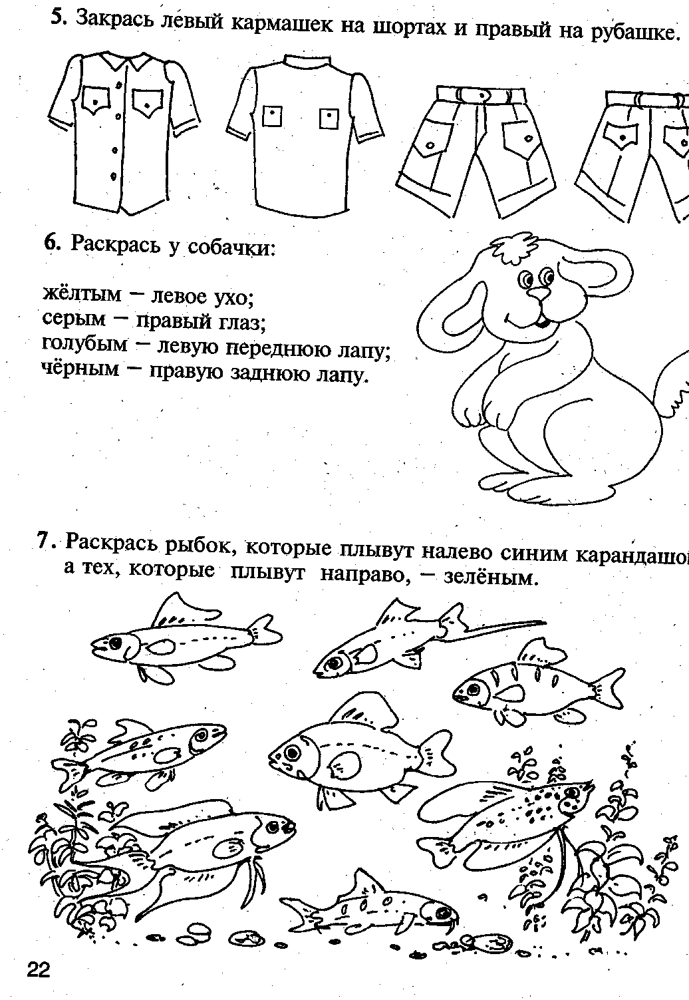 5. Закрась левый кармашек на шортах и правый на рубашке.
6. Раскрась у собачки:
жёлтым – левое ухо;
серым – правый глаз;
голубым – левую переднюю лапу;
чёрным – правую заднюю лапу.
7. Раскрась рыбок, которые плывут налево синим карандашо
а тех, которые плывут направо, – зелёным.
22